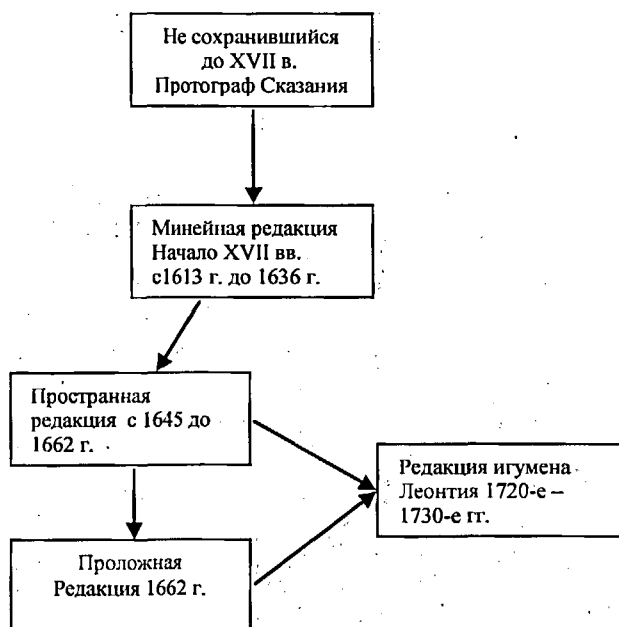 Не сохранившийся
до XVII в.
Протограф Сказания
Минейная редакция
Начало XVII вв.
с1613 г. до 1636 г.
Пространная
редакция с 1645 до
1662 г.
Редакция игумена
Леонтия 1720-е –
1730-е гг.
Проложная
Редакция 1662 г.